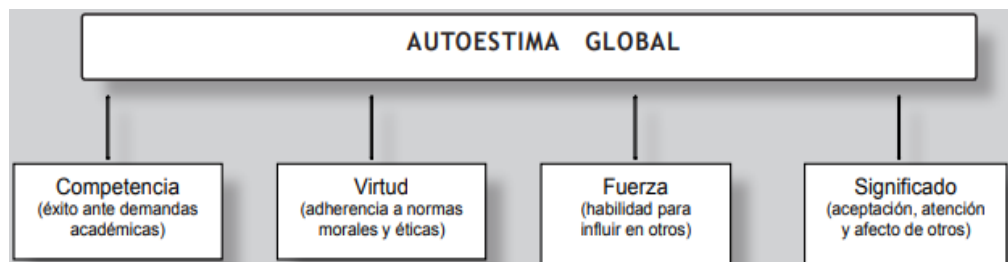 AUTOESTIMA GLOBAL
Competencia
(éxito ante demandas
académicas)
Virtud
(adherencia a normas
morales y éticas)
Fuerza
(habilidad para
influir en otros)
Significado
(aceptación, atención
y afecto de otros)